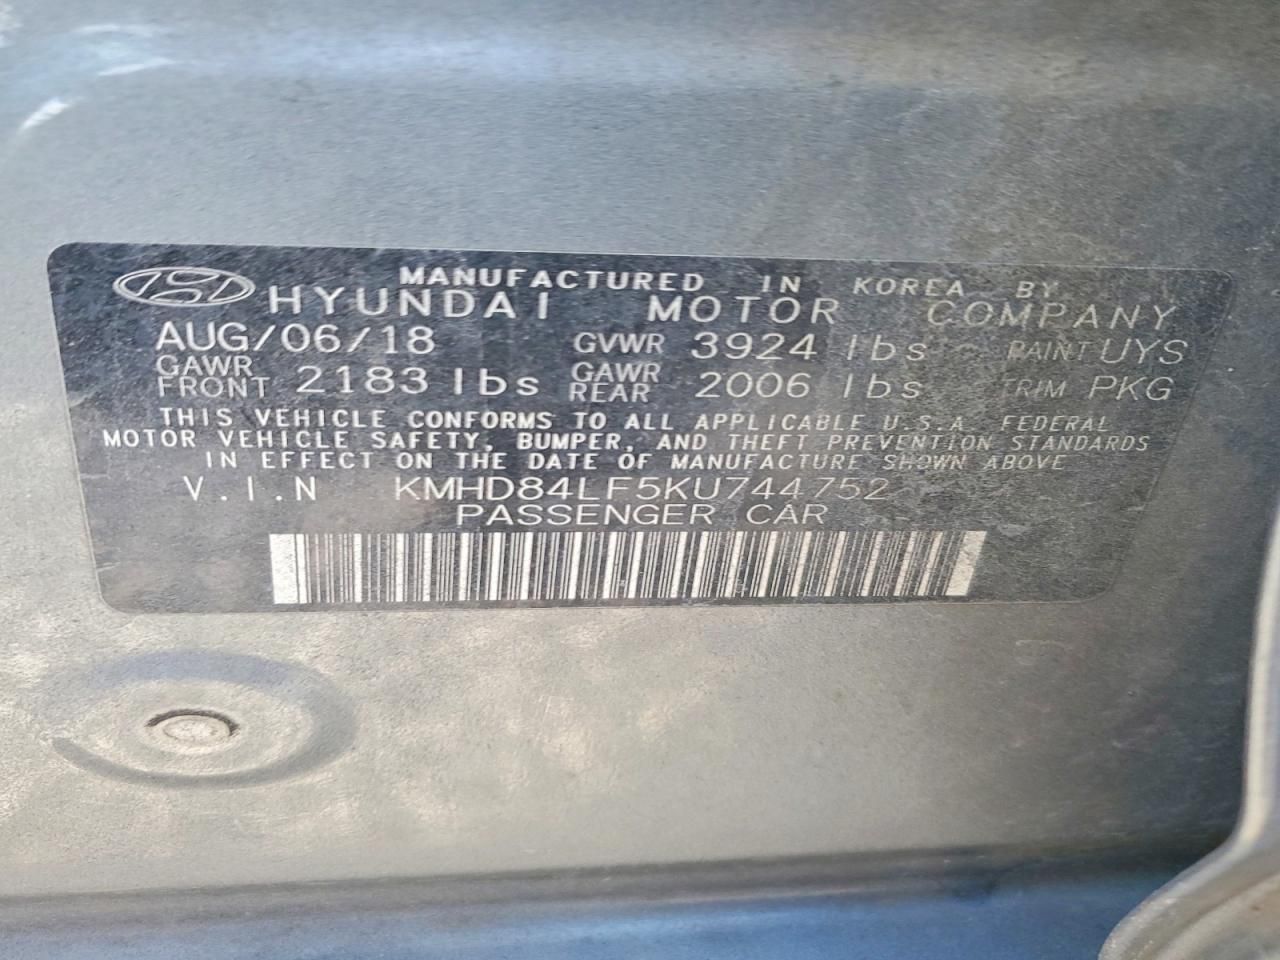 MANUFACTURED IN KOREA BY
HYUNDAI MOTOR COMPANY
AUG/06/18 GVWR 3924 lbs PAINT UYS
GAWR FRONT 2183 lbs GAWR REAR 2006 lbs TRIM PKG
THIS VEHICLE CONFORMS TO ALL APPLICABLE U.S.A. FEDERAL
MOTOR VEHICLE SAFETY, BUMPER, AND THEFT PREVENTION STANDARDS
IN EFFECT ON THE DATE OF MANUFACTURE SHOWN ABOVE
V.I.N KMHD84LF5KU744752
PASSENGER CAR